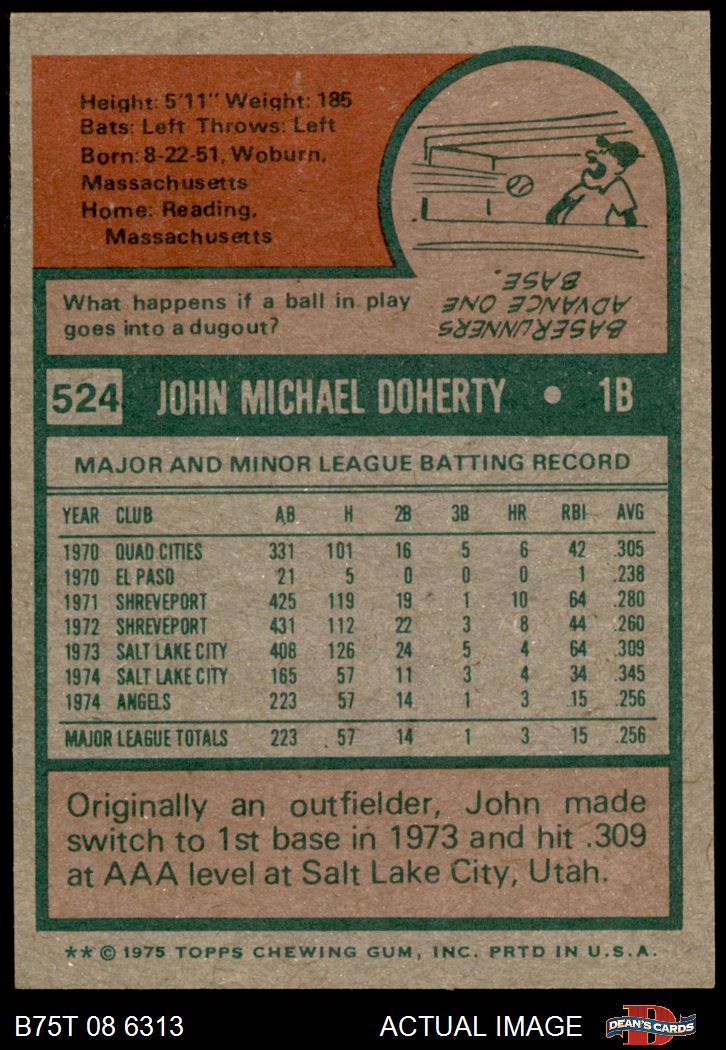 Height: 5'11" Weight: 185
Bats: Left Throws: Left
Born: 8-22-51, Woburn,
Massachusetts
Home: Reading,
Massachusetts
What happens if a ball in play
goes into a dugout?
BASERUNNERS
ADVANCE ONE
BASE.
524 JOHN MICHAEL DOHERTY • 1B
MAJOR AND MINOR LEAGUE BATTING RECORD
YEAR CLUB AB H 2B 3B HR RBI AVG
1970 QUAD CITIES 331 101 16 5 6 42 .305
1970 EL PASO 21 5 0 0 0 1 .238
1971 SHREVEPORT 425 119 19 1 10 64 .280
1972 SHREVEPORT 431 112 22 3 8 44 .260
1973 SALT LAKE CITY 408 126 24 5 4 64 .309
1974 SALT LAKE CITY 165 57 11 3 4 34 .345
1974 ANGELS 223 57 14 1 3 15 .256
MAJOR LEAGUE TOTALS 223 57 14 1 3 15 .256
Originally an outfielder, John made
switch to 1st base in 1973 and hit .309
at AAA level at Salt Lake City, Utah.
** © 1975 TOPPS CHEWING GUM, INC. PRTD IN U.S.A.
B75T 08 6313 ACTUAL IMAGE D DEAN'S CARDS